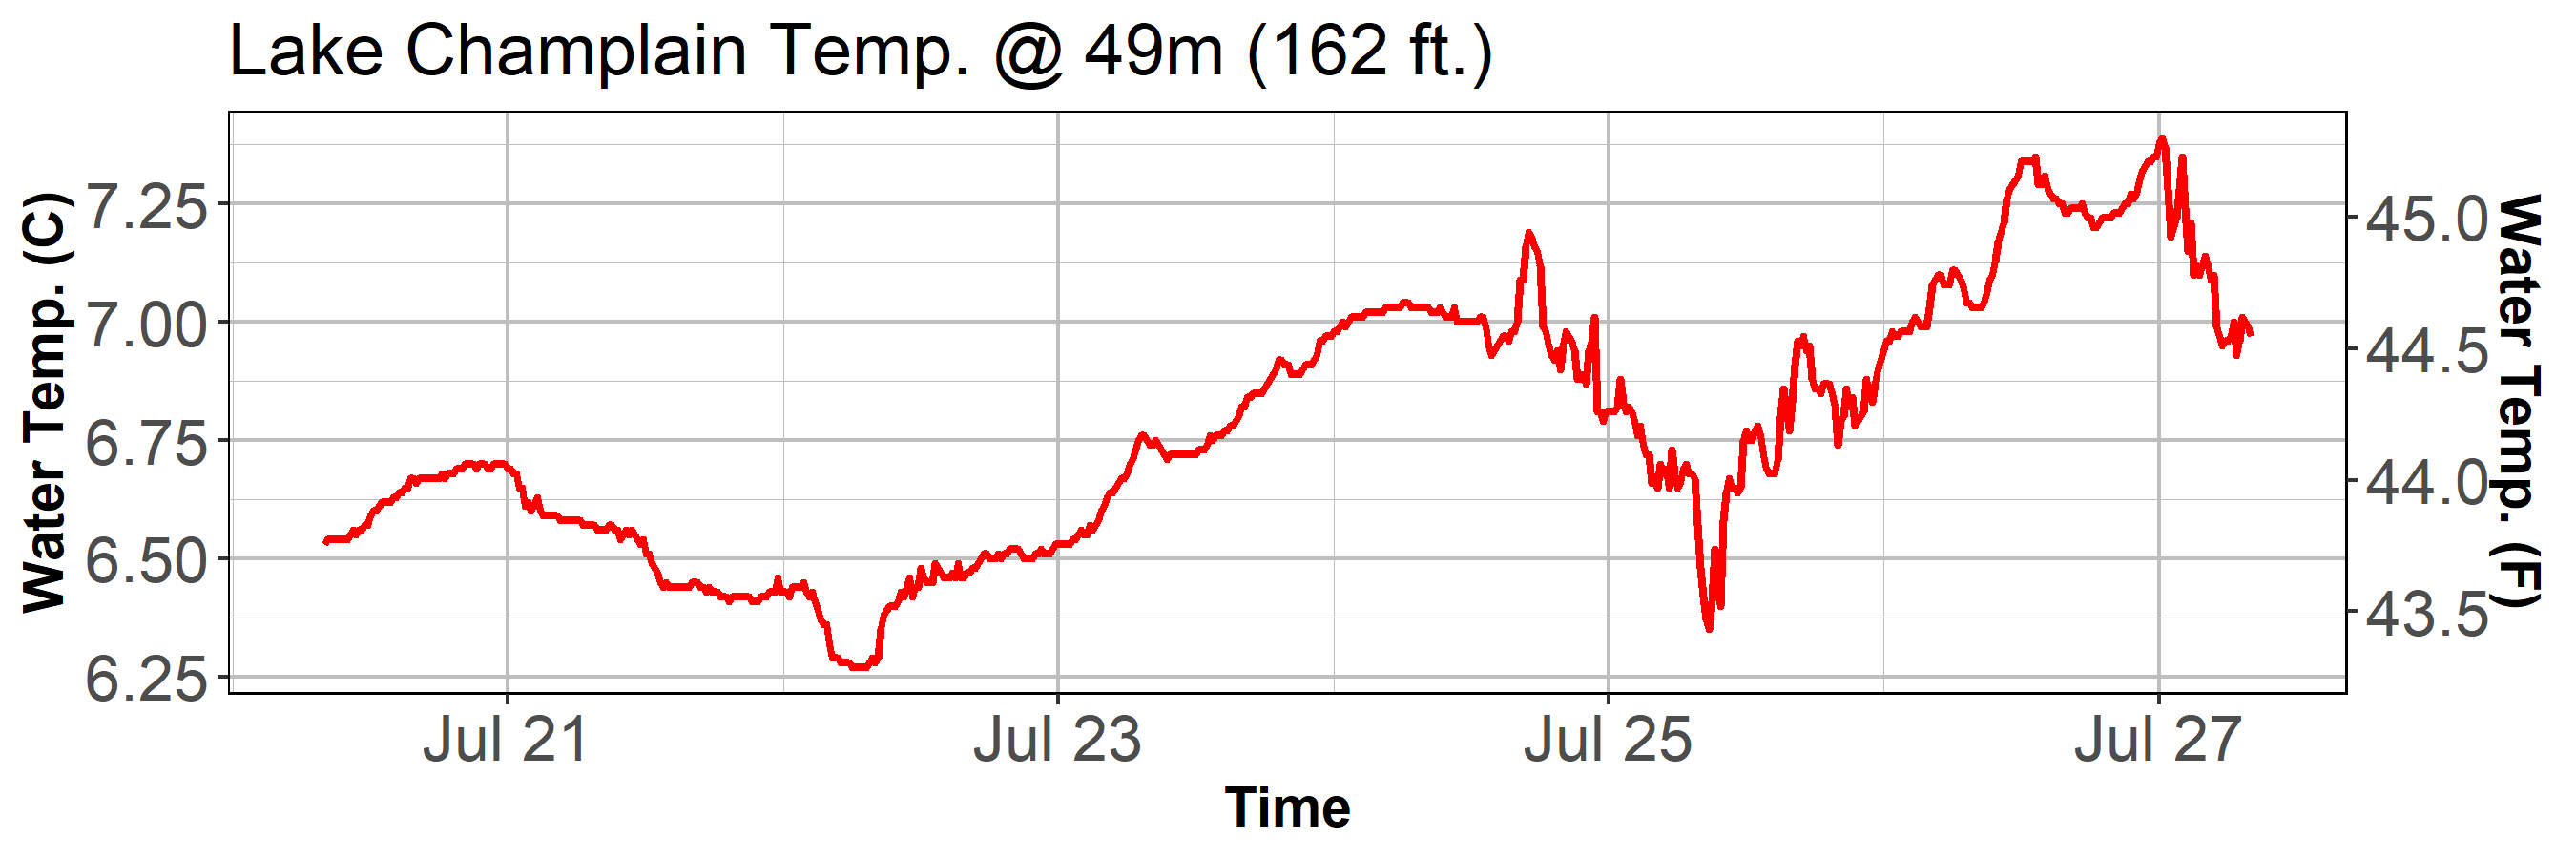 Lake Champlain Temp. @ 49m (162 ft.)
Water Temp. (C)
7.25
7.00
6.75
6.50
6.25
45.0
44.5
44.0
43.5
Water Temp. (F)
Jul 21
Jul 23
Jul 25
Jul 27
Time